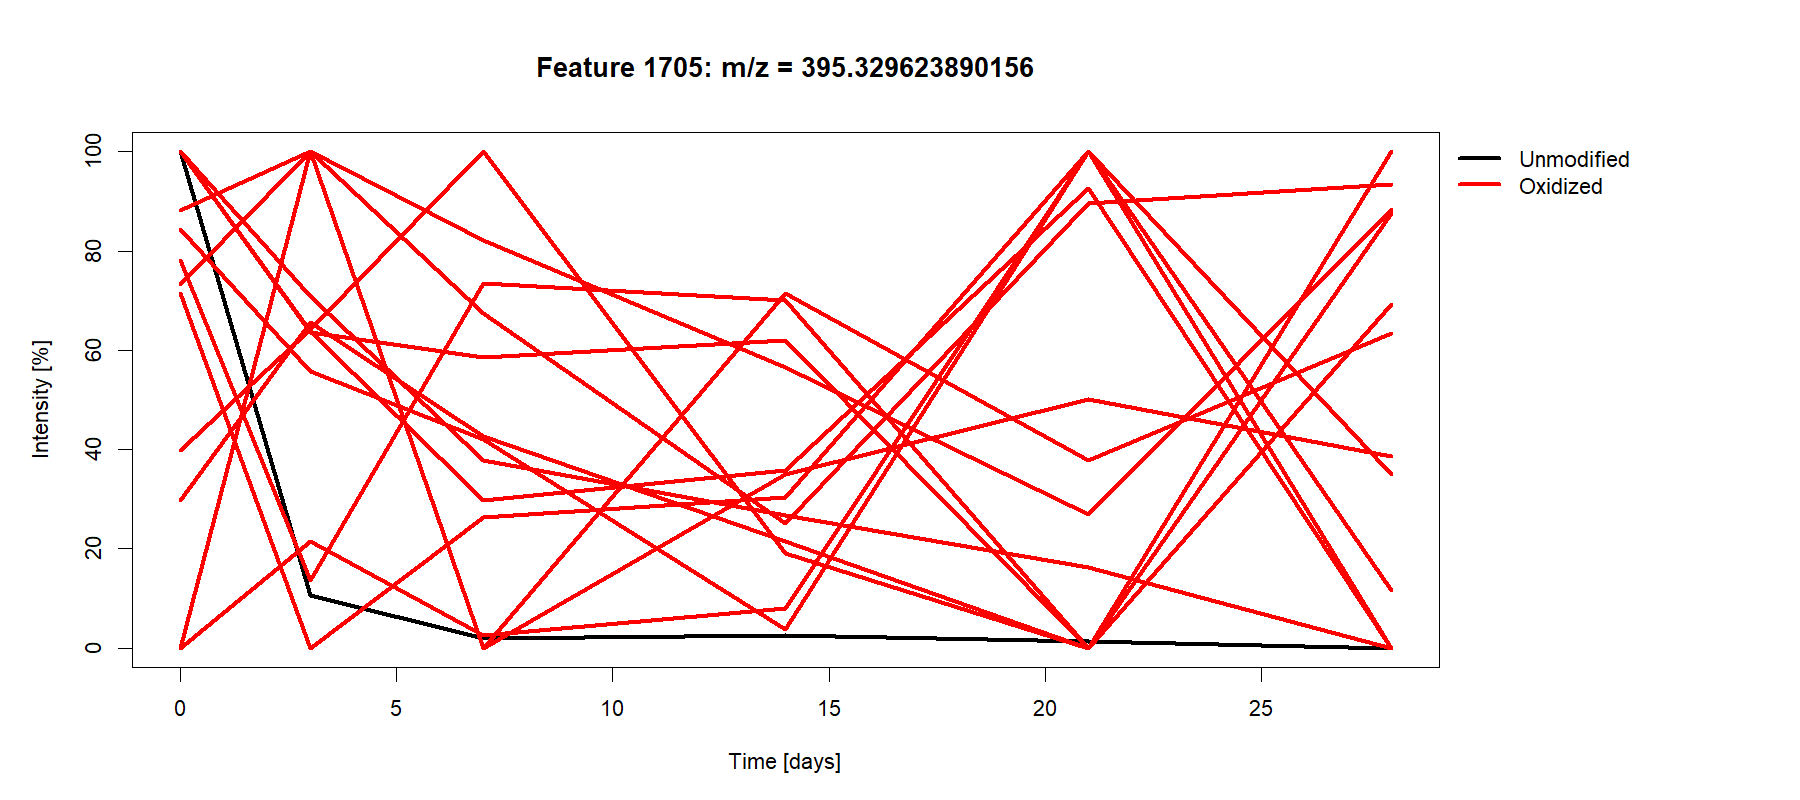 Feature 1705: m/z = 395.329623890156
Unmodified
Oxidized
Intensity [%]
100
80
60
40
20
0
0 5 10 15 20 25
Time [days]